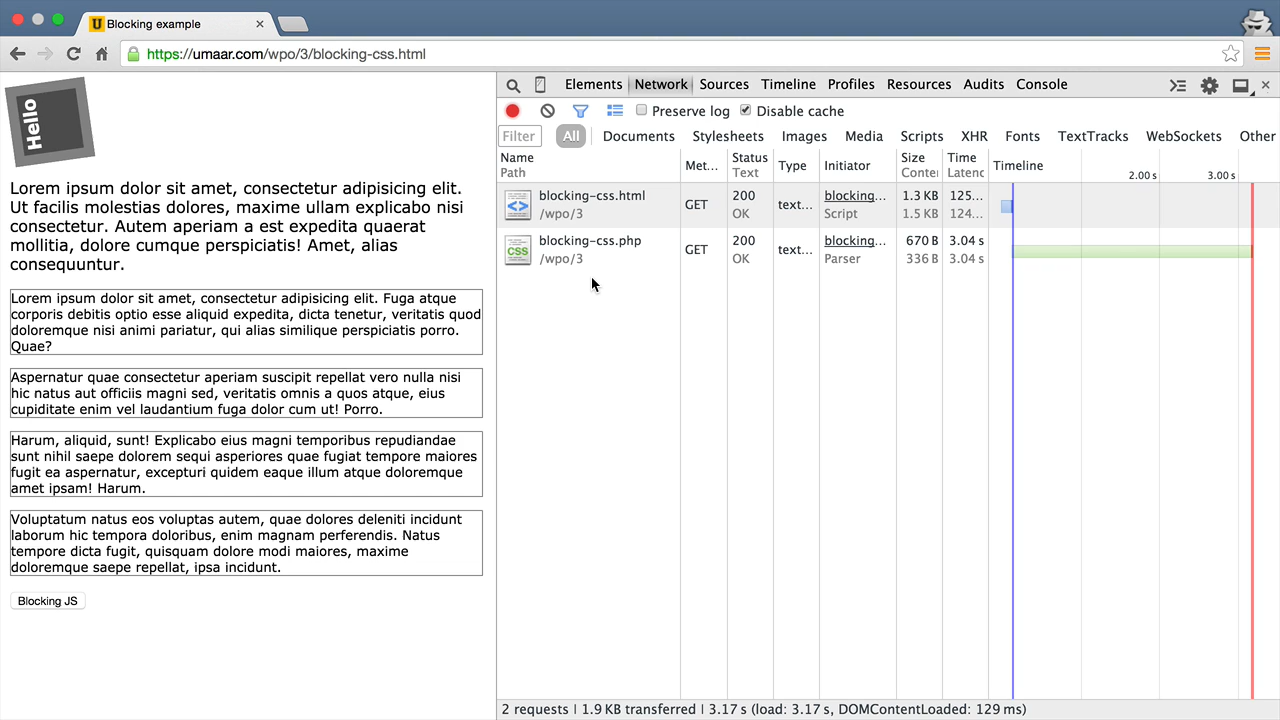 Blocking example
https://umaar.com/wpo/3/blocking-css.html
Hello
Lorem ipsum dolor sit amet, consectetur adipisicing elit.
Ut facilis molestias dolores, maxime ullam explicabo nisi
consectetur. Autem aperiam a est expedita quaerat
mollitia, dolore cumque perspiciatis! Amet, alias
consequuntur.
Lorem ipsum dolor sit amet, consectetur adipisicing elit. Fuga atque
corporis debitis optio esse aliquid expedita, dicta tenetur, veritatis quod
doloremque nisi animi pariatur, qui alias similique perspiciatis porro.
Quae?
Aspernatur quae consectetur aperiam suscipit repellat vero nulla nisi
hic natus aut officiis magni sed, veritatis omnis a quos atque, eius
cupiditate enim vel laudantium fuga dolor cum ut! Porro.
Harum, aliquid, sunt! Explicabo eius magni temporibus repudiandae
sunt nihil saepe dolorem sequi asperiores quae fugiat tempore maiores
fugit ea aspernatur, excepturi quidem eaque illum atque doloremque
amet ipsam! Harum.
Voluptatum natus eos voluptas autem, quae dolores deleniti incidunt
laborum hic tempora doloribus, enim magnam perferendis. Natus
tempore dicta fugit, quisquam dolore modi maiores, maxime
doloremque saepe repellat, ipsa incidunt.
Blocking JS
Elements Network Sources Timeline Profiles Resources Audits Console
Preserve log Disable cache
Filter All Documents Stylesheets Images Media Scripts XHR Fonts TextTracks WebSockets Other
Name Met... Status Type Initiator Size Time Timeline
Path Text Conter Latenc 2.00 s 3.00 s
blocking-css.html GET 200 text... blocking... 1.3 KB 125...
/wpo/3 OK Script 1.5 KB 124...
blocking-css.php GET 200 text... blocking... 670 B 3.04 s
/wpo/3 OK Parser 336 B 3.04 s
2 requests | 1.9 KB transferred | 3.17 s (load: 3.17 s, DOMContentLoaded: 129 ms)